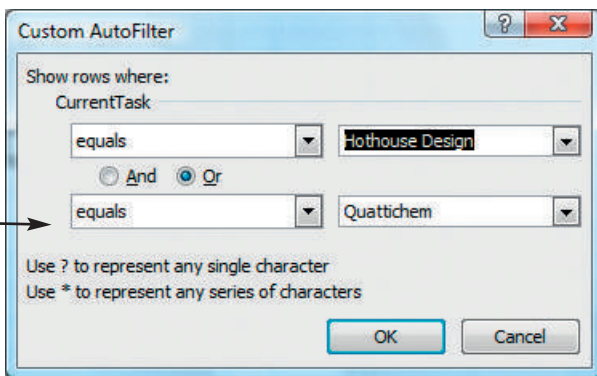 Custom AutoFilter
Show rows where:
CurrentTask
equals
Hothouse Design
And Or
equals
Quattichem
Use ? to represent any single character
Use * to represent any series of characters
OK Cancel